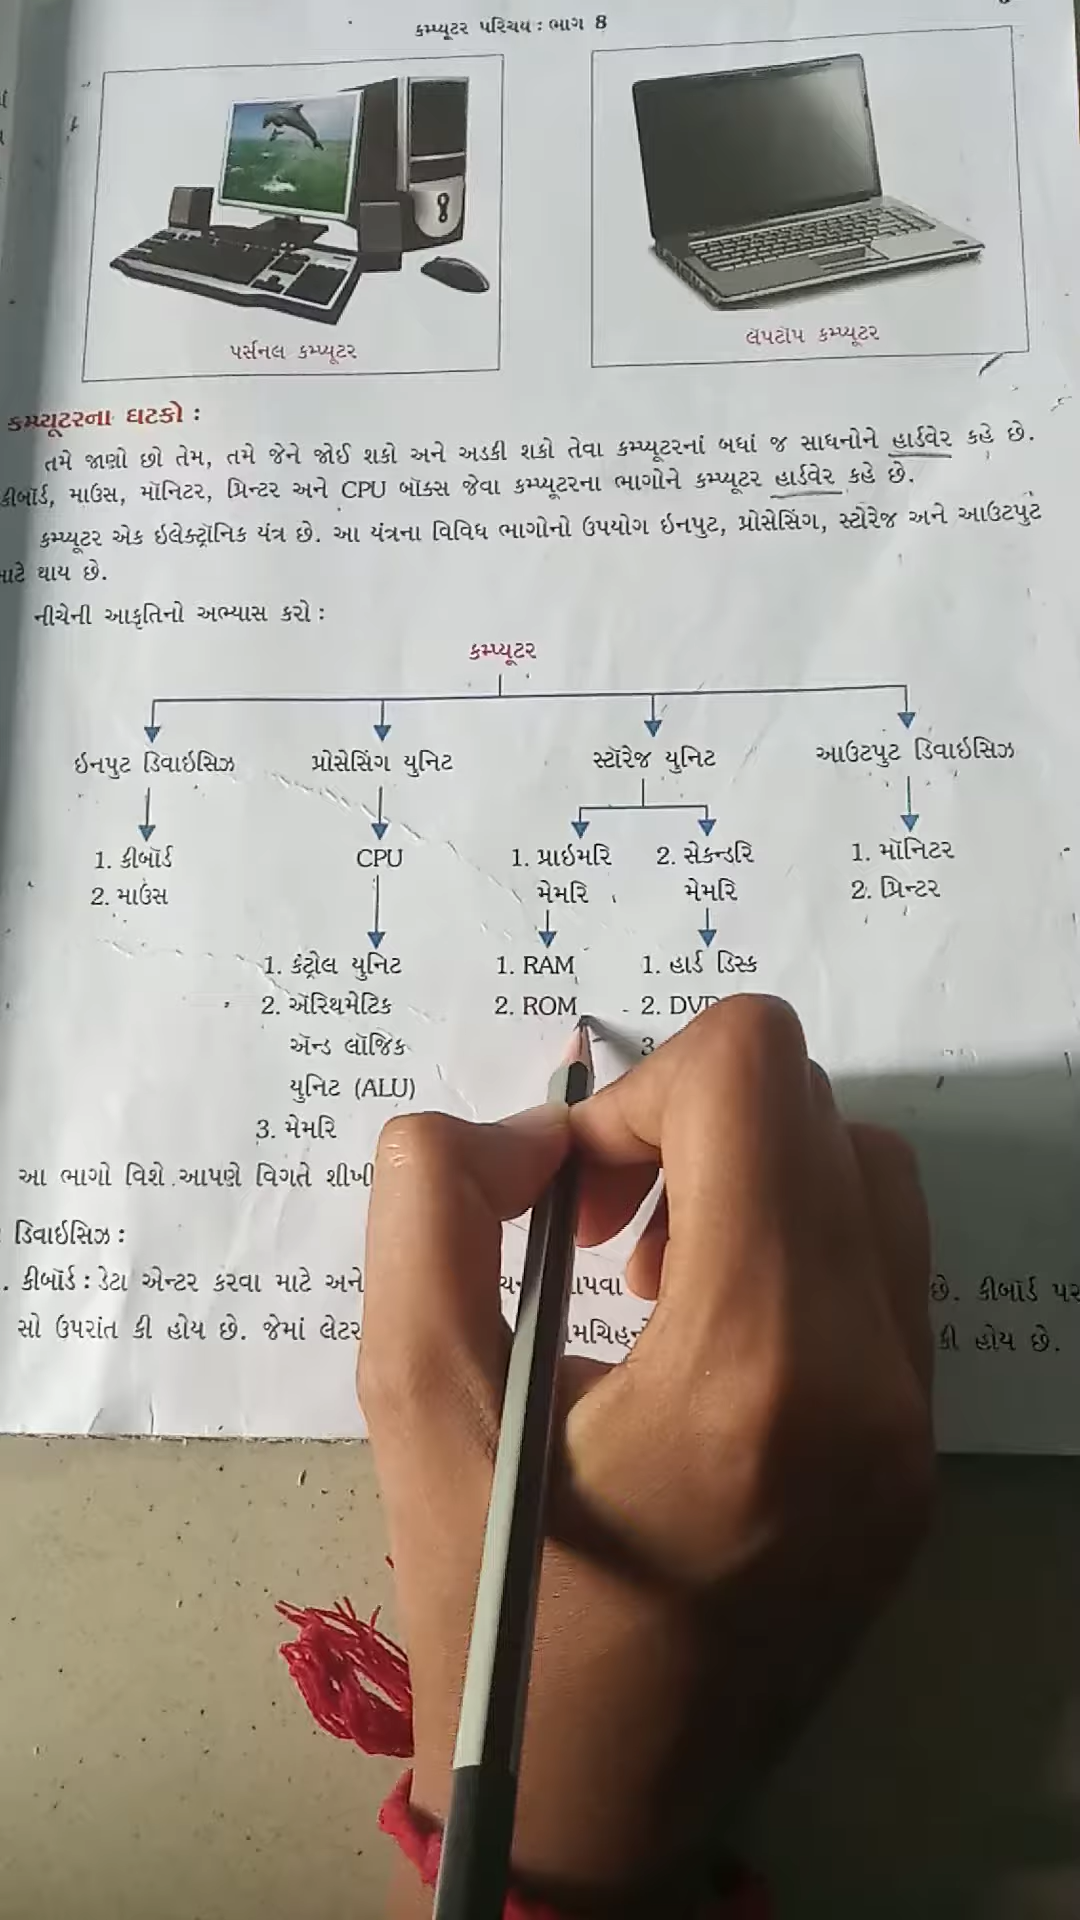 કમ્પ્યૂટર પરિચય : ભાગ 8
પર્સનલ કમ્પ્યૂટર
લૅપટૉપ કમ્પ્યૂટર
કમ્પ્યૂટરના ઘટકો :
તમે જાણો છો તેમ, તમે જેને જોઈ શકો અને અડકી શકો તેવા કમ્પ્યૂટરનાં બધાં જ સાધનોને હાર્ડવેર કહે છે.
કીબૉર્ડ, માઉસ, મૉનિટર, પ્રિન્ટર અને CPU બૉક્સ જેવા કમ્પ્યૂટરના ભાગોને કમ્પ્યૂટર હાર્ડવેર કહે છે.
કમ્પ્યૂટર એક ઇલેક્ટ્રૉનિક યંત્ર છે. આ યંત્રના વિવિધ ભાગોનો ઉપયોગ ઇનપુટ, પ્રોસેસિંગ, સ્ટોરેજ અને આઉટપુટ
માટે થાય છે.
નીચેની આકૃતિનો અભ્યાસ કરો :
કમ્પ્યૂટર
ઇનપુટ ડિવાઇસિઝ
પ્રોસેસિંગ યુનિટ
સ્ટૉરેજ યુનિટ
આઉટપુટ ડિવાઇસિઝ
1. કીબૉર્ડ
2. માઉસ
CPU
1. કંટ્રોલ યુનિટ
2. ઍરિથમેટિક
ઍન્ડ લૉજિક
યુનિટ (ALU)
3. મેમરિ
1. પ્રાઇમરિ
મેમરિ
1. RAM
2. ROM
2. સેકન્ડરિ
મેમરિ
1. હાર્ડ ડિસ્ક
2. DVD
3.
1. મૉનિટર
2. પ્રિન્ટર
આ ભાગો વિશે આપણે વિગતે શીખી
ડિવાઇસિઝ :
. કીબૉર્ડ : ડેટા એન્ટર કરવા માટે અને છે. કીબૉર્ડ પર
સો ઉપરાંત કી હોય છે. જેમાં લેટર કી હોય છે.